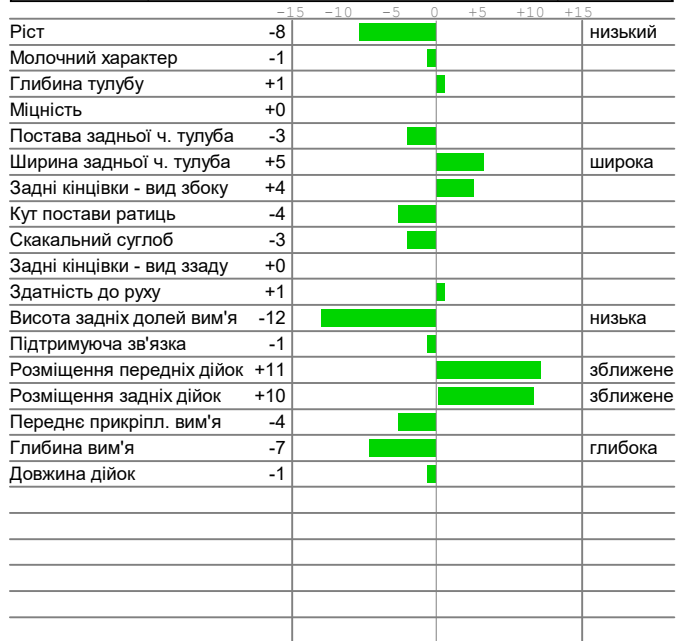 -15 -10 -5 0 +5 +10 +15
Ріст -8 низький
Молочний характер -1
Глибина тулубу +1
Міцність +0
Постава задньої ч. тулуба -3
Ширина задньої ч. тулуба +5 широка
Задні кінцівки - вид збоку +4
Кут постави ратиць -4
Скакальний суглоб -3
Задні кінцівки - вид ззаду +0
Здатність до руху +1
Висота задніх долей вим'я -12 низька
Підтримуюча зв'язка -1
Розміщення передніх дійок +11 зближене
Розміщення задніх дійок +10 зближене
Переднє прикріпл. вим'я -4
Глибина вим'я -7 глибока
Довжина дійок -1